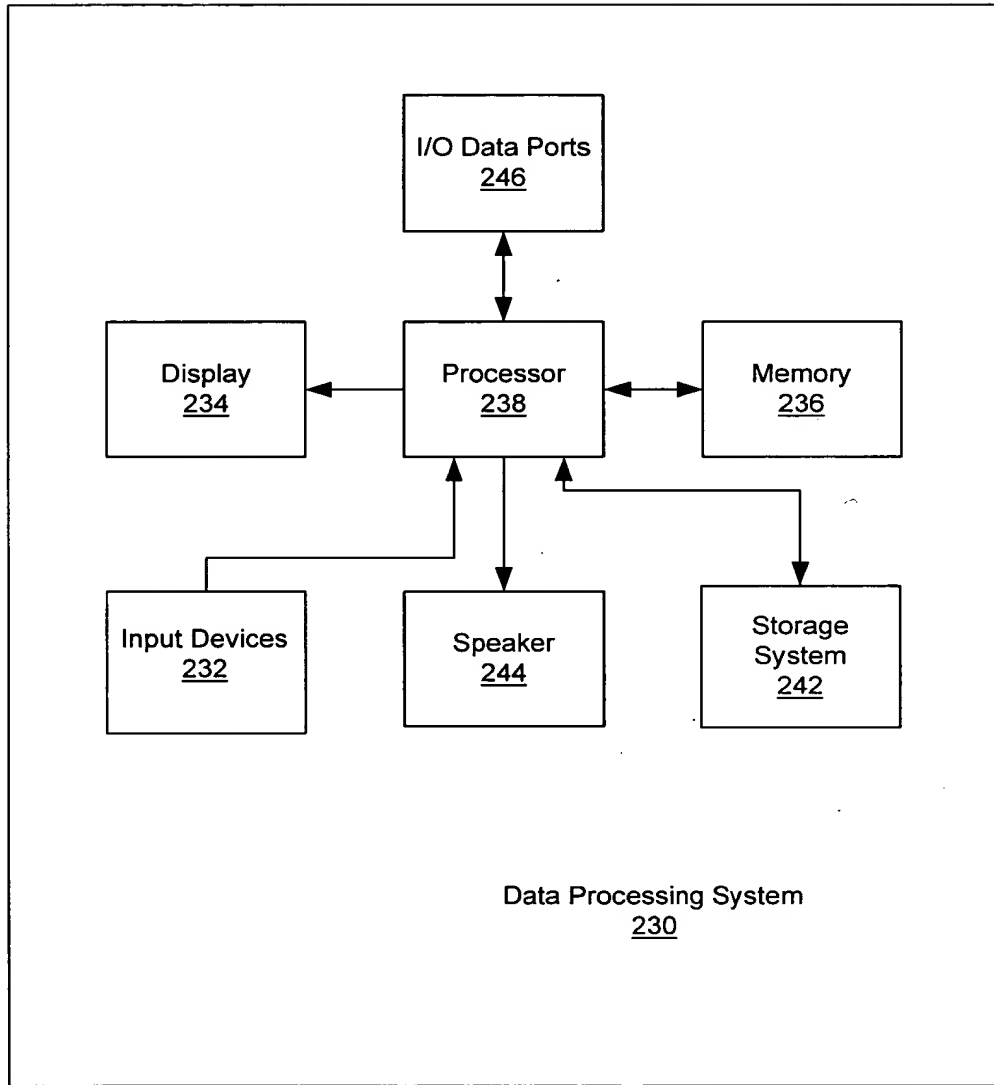 I/O Data Ports
246
Display
234
Processor
238
Memory
236
Input Devices
232
Speaker
244
Storage
System
242
Data Processing System
230